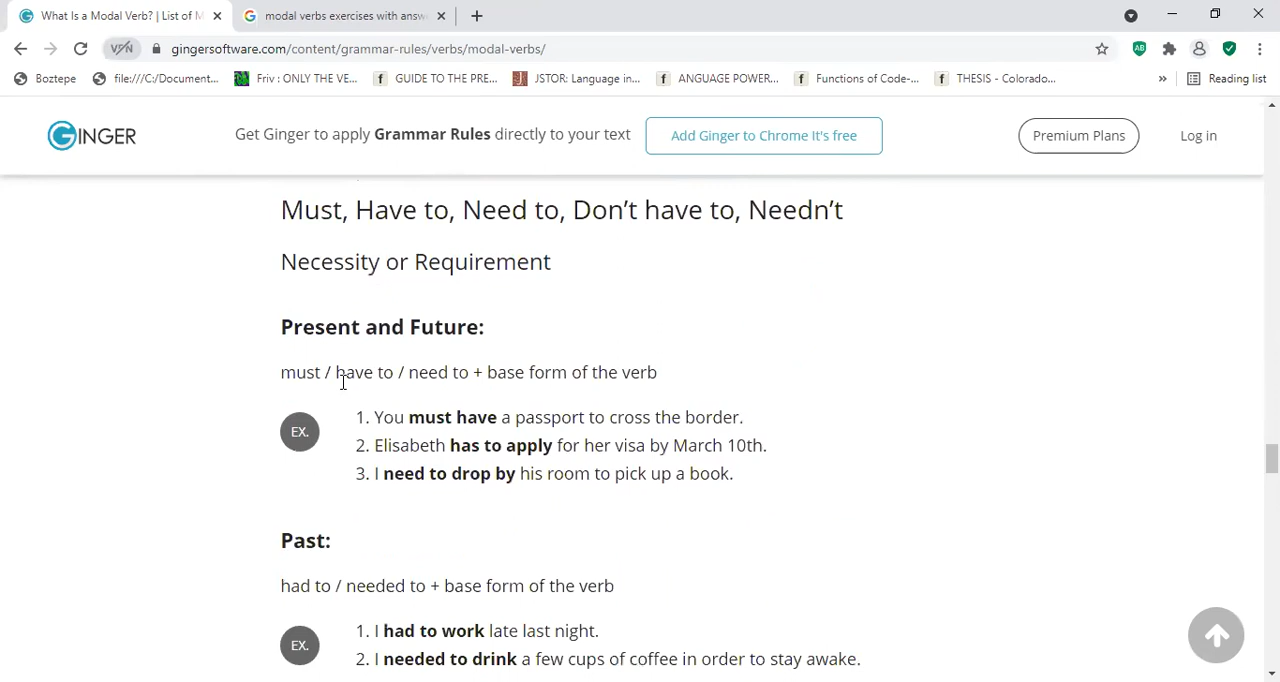 What Is a Modal Verb? | List of M
modal verbs exercises with answ
gingersoftware.com/content/grammar-rules/verbs/modal-verbs/
Boztepe
file:///C:/Document...
Friv : ONLY THE VE...
GUIDE TO THE PRE...
JSTOR: Language in...
ANGUAGE POWER...
Functions of Code-...
THESIS - Colorado...
»
Reading list
GINGER
Get Ginger to apply Grammar Rules directly to your text
Add Ginger to Chrome It's free
Premium Plans
Log in
Must, Have to, Need to, Don’t have to, Needn’t
Necessity or Requirement
Present and Future:
must / have to / need to + base form of the verb
EX.
1. You must have a passport to cross the border.
2. Elisabeth has to apply for her visa by March 10th.
3. I need to drop by his room to pick up a book.
Past:
had to / needed to + base form of the verb
EX.
1. I had to work late last night.
2. I needed to drink a few cups of coffee in order to stay awake.